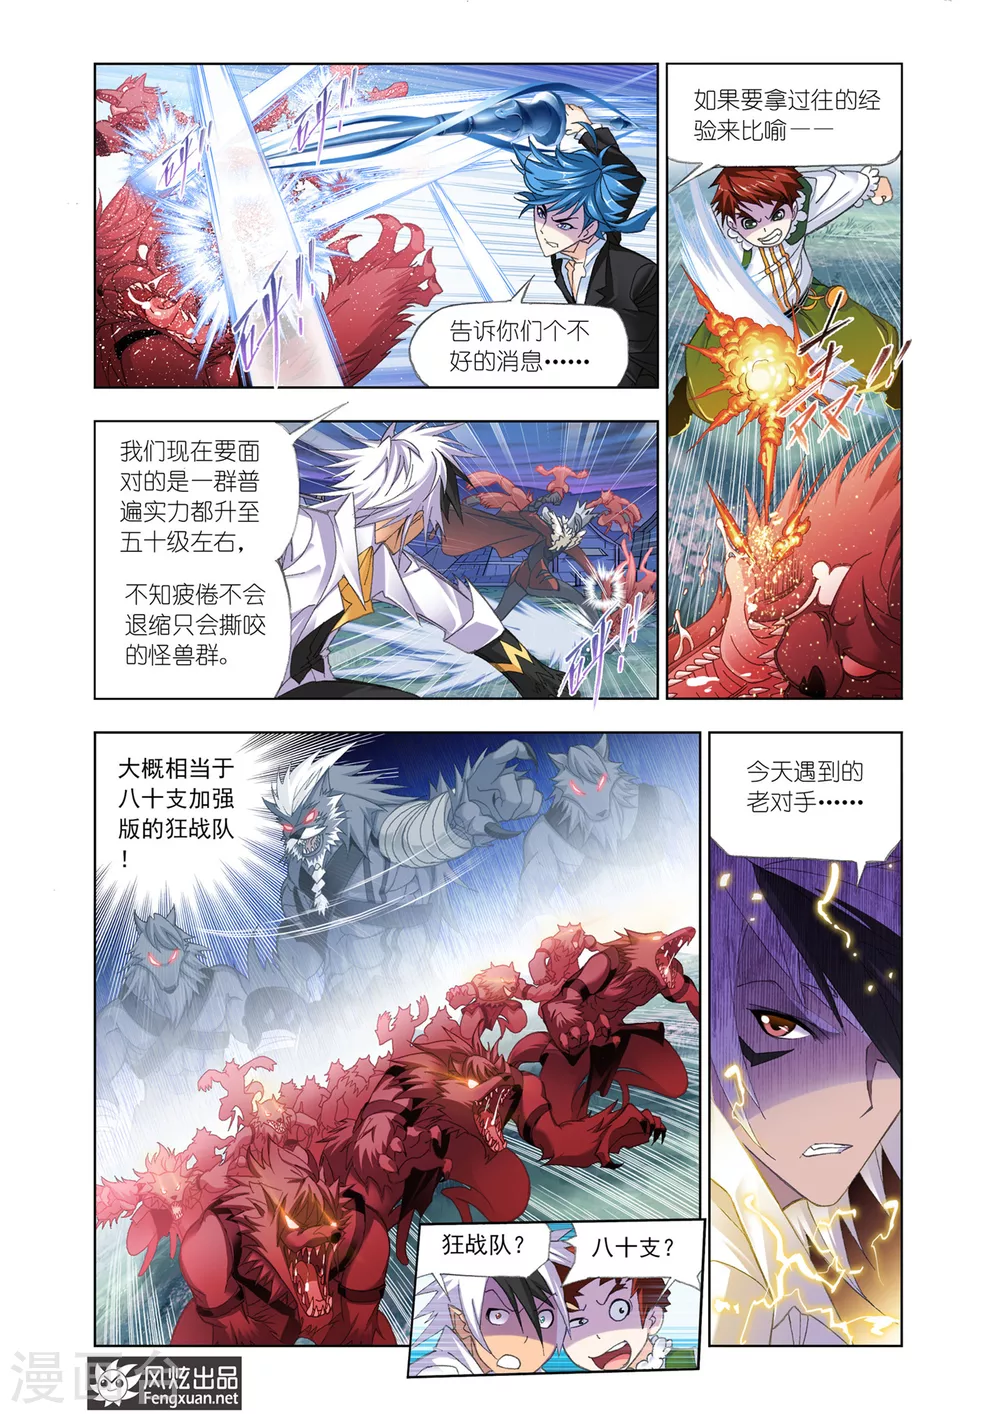 告诉你们个不
好的消息……
如果要拿过往的经
验来比喻——
我们现在要面
对的是一群普
遍实力都升至
五十级左右，
不知疲倦不会
退缩只会撕咬
的怪兽群。
大概相当于
八十支加强
版的狂战队
！
狂战队？
八十支？
今天遇到的
老对手……
漫画台
风炫出品
Fengxuan.net